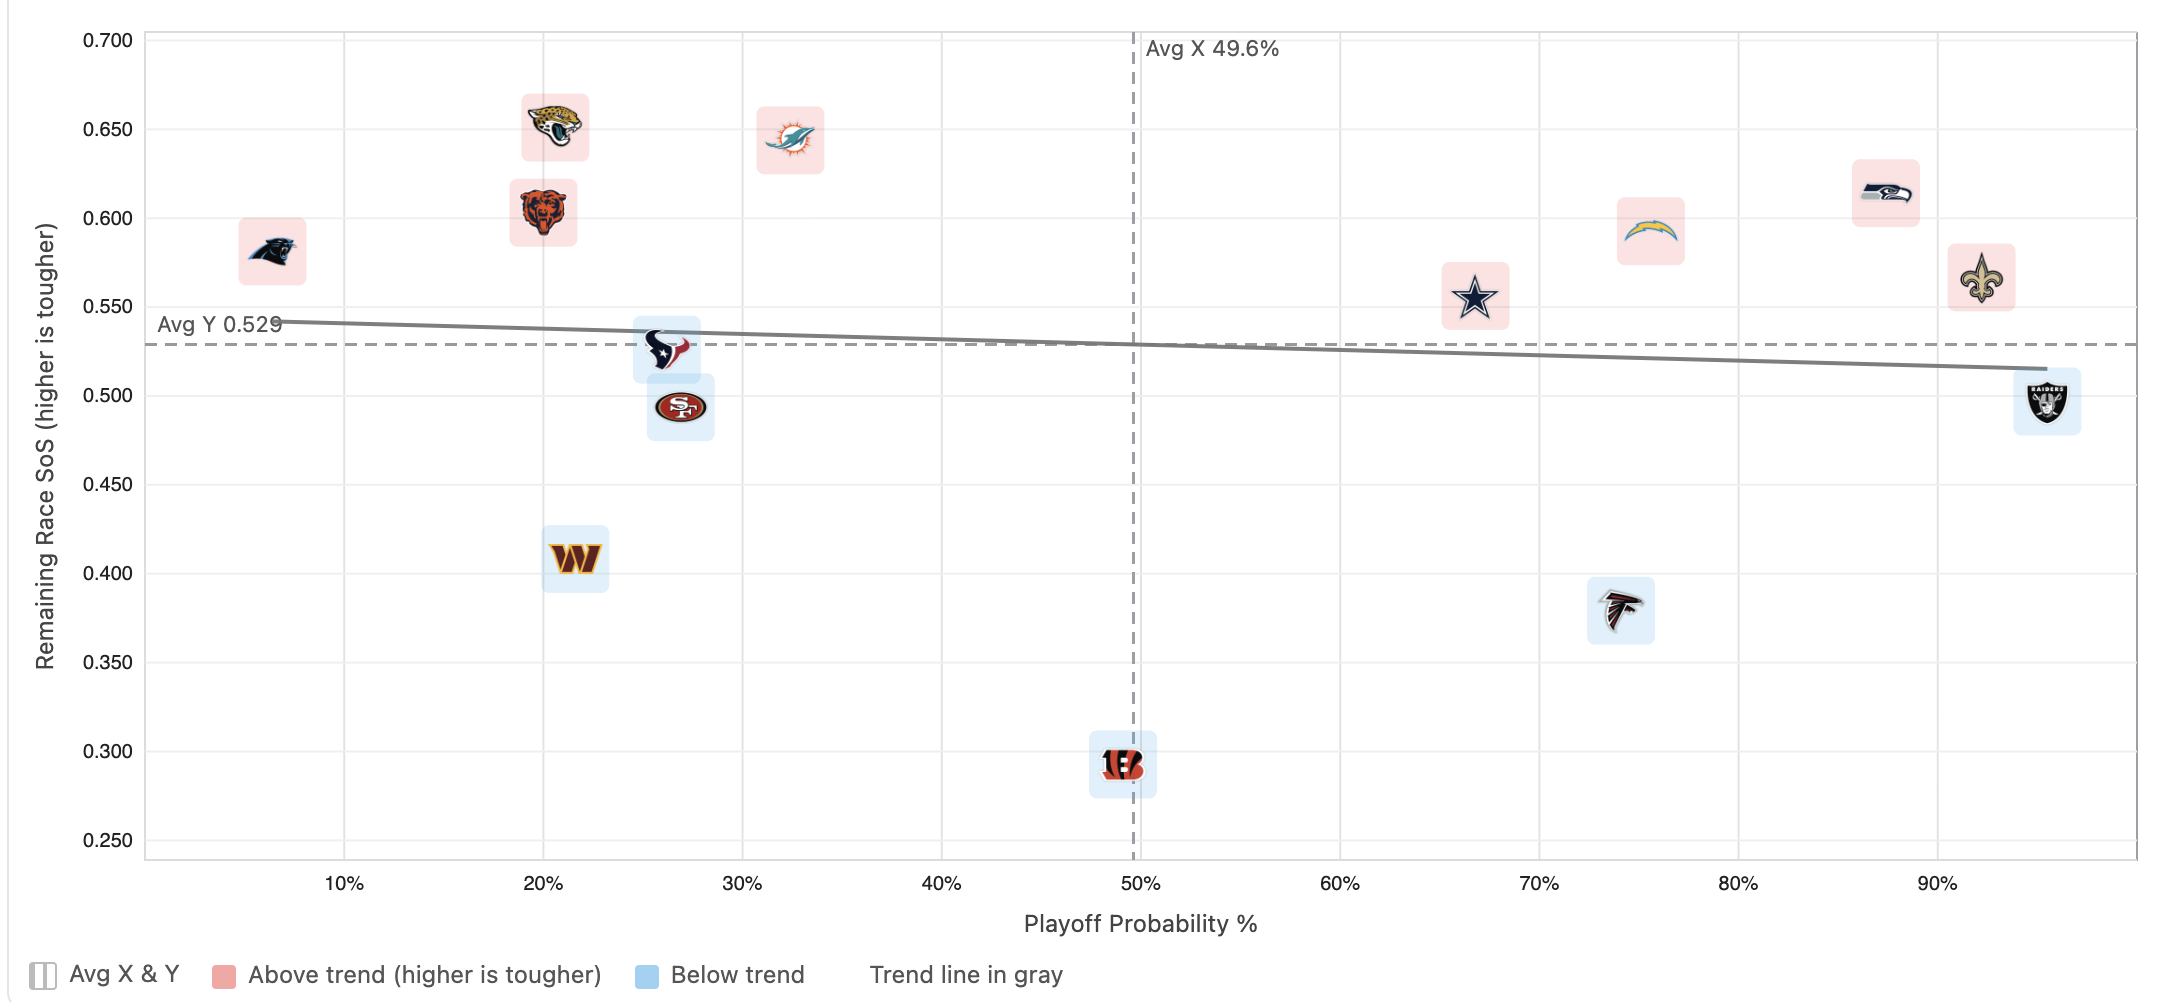 0.700
0.650
0.600
0.550
0.500
0.450
0.400
0.350
0.300
0.250
Remaining Race SoS (higher is tougher)
Avg X 49.6%
Avg Y 0.529
SF
RAIDERS
W
B
10%
20%
30%
40%
50%
60%
70%
80%
90%
Playoff Probability %
Avg X & Y
Above trend (higher is tougher)
Below trend
Trend line in gray